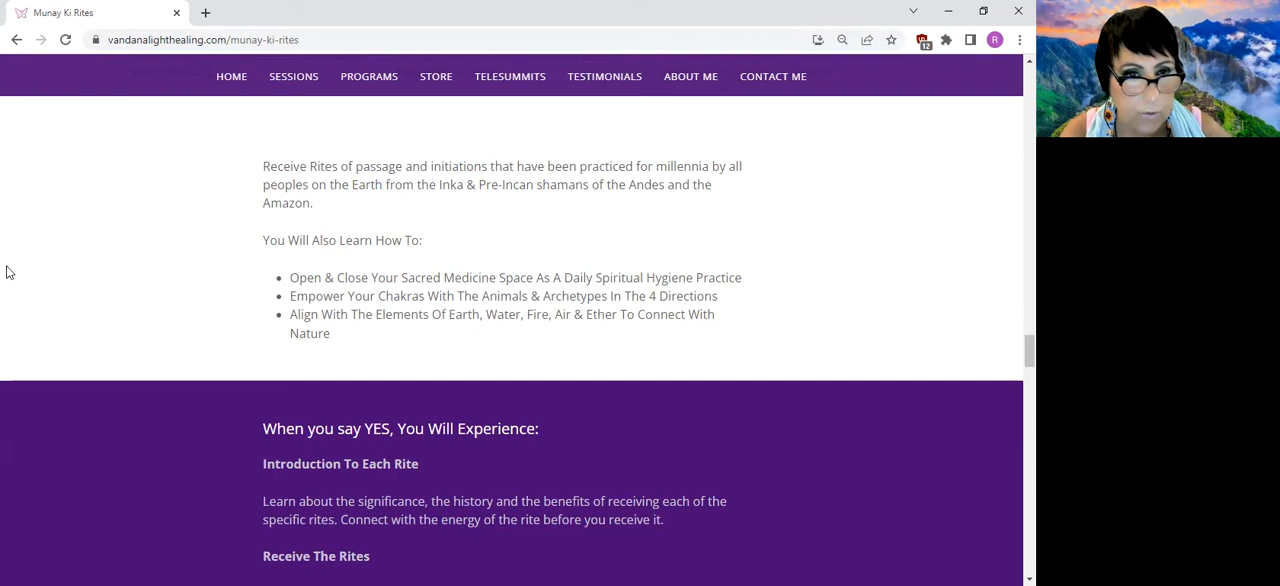 Munay Ki Rites
vandanalighthealing.com/munay-ki-rites
12
R
HOME SESSIONS PROGRAMS STORE TELESUMMITS TESTIMONIALS ABOUT ME CONTACT ME
Receive Rites of passage and initiations that have been practiced for millennia by all
peoples on the Earth from the Inka & Pre-Incan shamans of the Andes and the
Amazon.
You Will Also Learn How To:
Open & Close Your Sacred Medicine Space As A Daily Spiritual Hygiene Practice
Empower Your Chakras With The Animals & Archetypes In The 4 Directions
Align With The Elements Of Earth, Water, Fire, Air & Ether To Connect With
Nature
When you say YES, You Will Experience:
Introduction To Each Rite
Learn about the significance, the history and the benefits of receiving each of the
specific rites. Connect with the energy of the rite before you receive it.
Receive The Rites